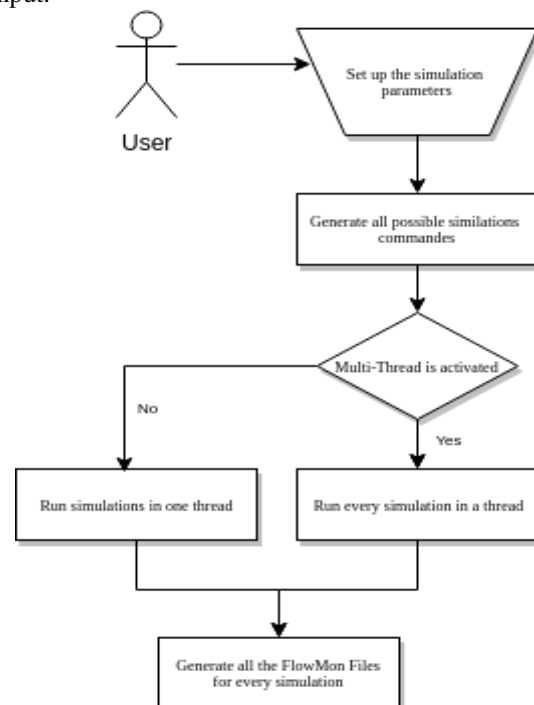 nput.
User
Set up the simulation
parameters
Generate all possible similations
commandes
Multi-Thread is activated
No
Yes
Run simulations in one thread
Run every simulation in a thread
Generate all the FlowMon Files
for every simulation